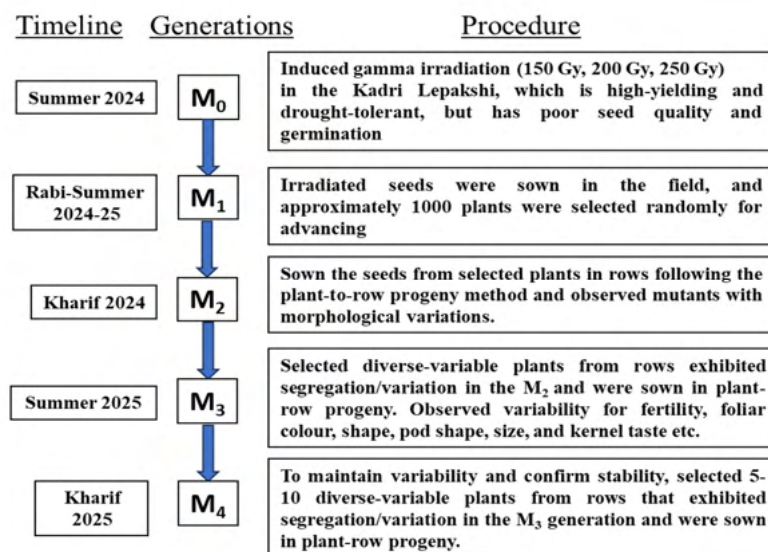 Timeline Generations Procedure
Summer 2024
M0
Induced gamma irradiation (150 Gy, 200 Gy, 250 Gy)
in the Kadri Lepakshi, which is high-yielding and
drought-tolerant, but has poor seed quality and
germination
Rabi-Summer
2024-25
M1
Irradiated seeds were sown in the field, and
approximately 1000 plants were selected randomly for
advancing
Kharif 2024
M2
Sown the seeds from selected plants in rows following the
plant-to-row progeny method and observed mutants with
morphological variations.
Summer 2025
M3
Selected diverse-variable plants from rows exhibited
segregation/variation in the M2 and were sown in plant-
row progeny. Observed variability for fertility, foliar
colour, shape, pod shape, size, and kernel taste etc.
Kharif
2025
M4
To maintain variability and confirm stability, selected 5-
10 diverse-variable plants from rows that exhibited
segregation/variation in the M3 generation and were sown
in plant-row progeny.